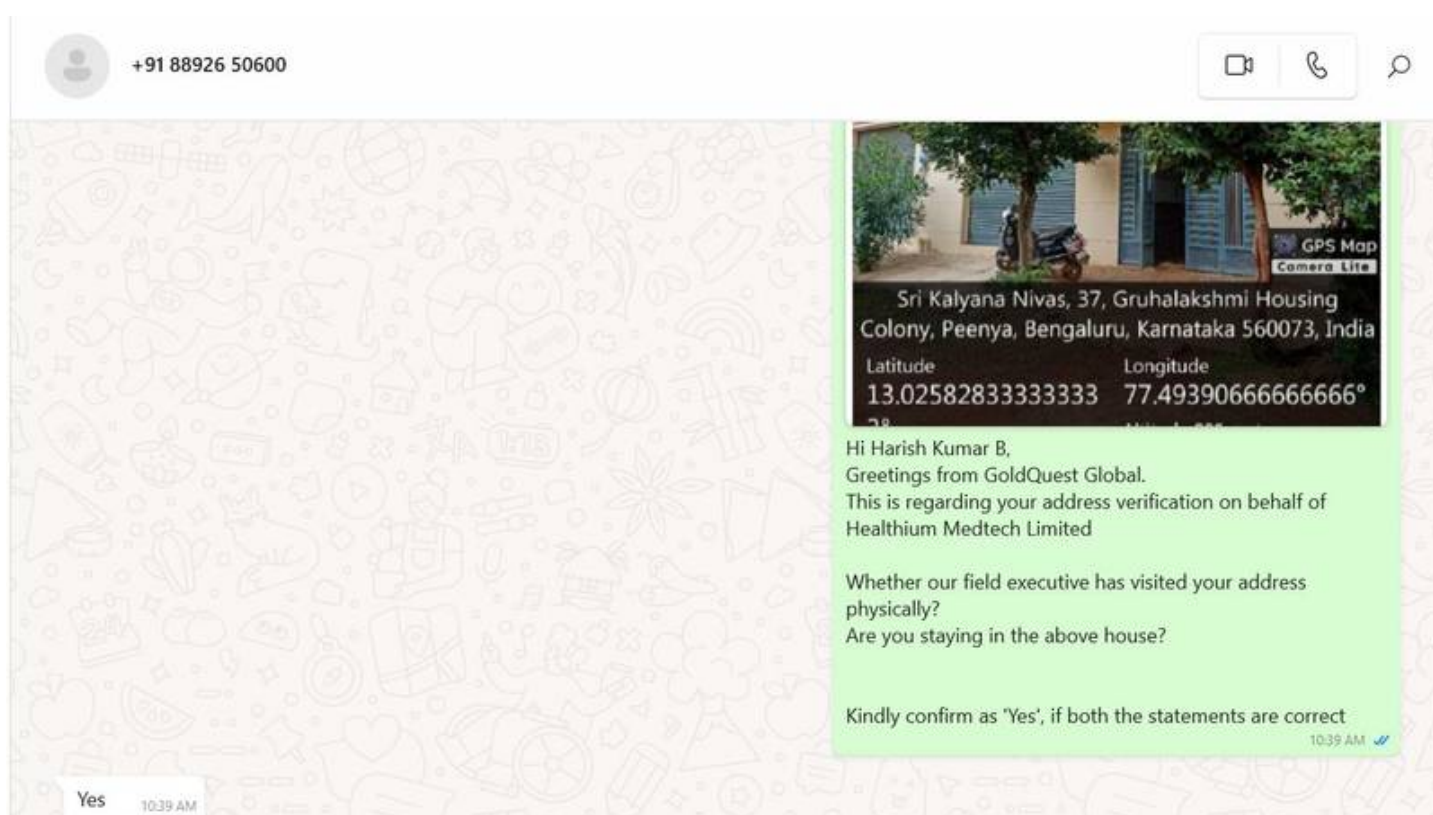 +91 88926 50600
GPS Map
Camera Lite
Sri Kalyana Nivas, 37, Gruhalakshmi Housing
Colony, Peenya, Bengaluru, Karnataka 560073, India
Latitude Longitude
13.02582833333333 77.49390666666666°
Hi Harish Kumar B,
Greetings from GoldQuest Global.
This is regarding your address verification on behalf of
Healthium Medtech Limited
Whether our field executive has visited your address
physically?
Are you staying in the above house?
Kindly confirm as 'Yes', if both the statements are correct
10:39 AM
Yes 10:39 AM